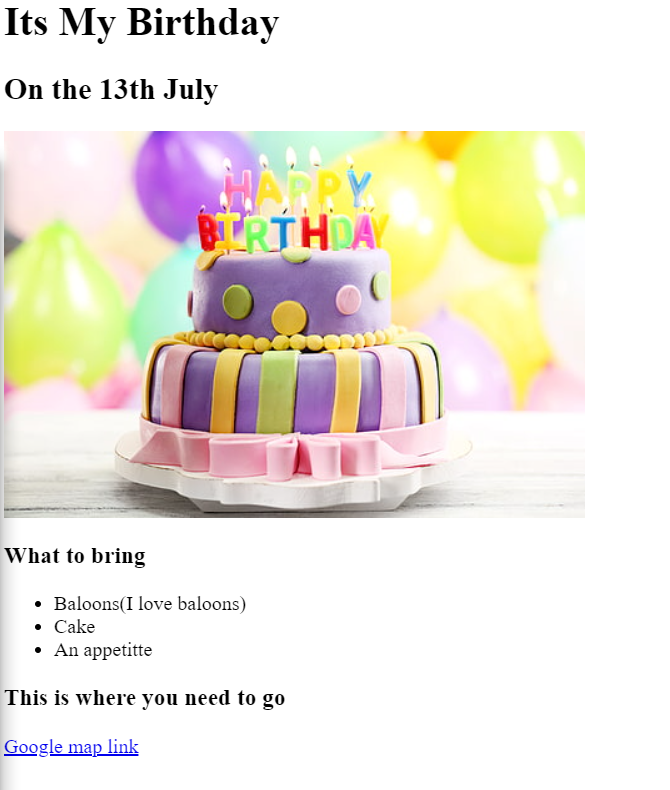 Its My Birthday
On the 13th July
HAPPY
BIRTHDAY
What to bring
Baloons(I love baloons)
Cake
An appetitte
This is where you need to go
Google map link